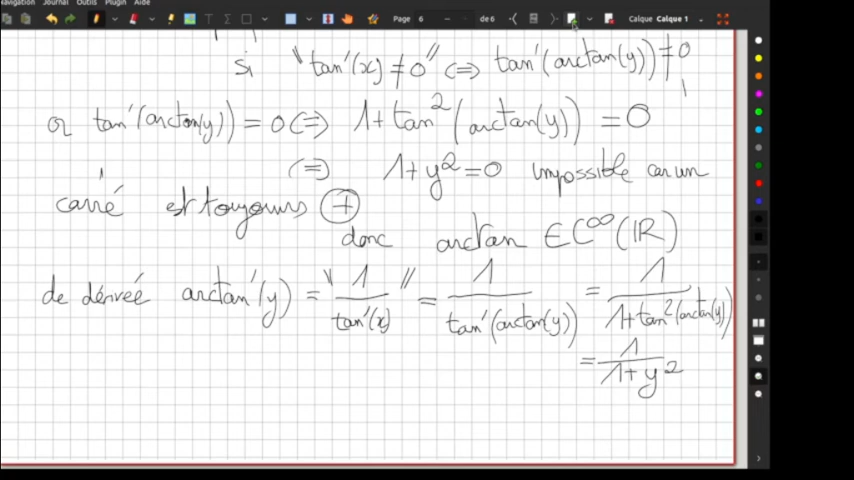 Navigation Journal Outils Plugin Aide
Page 6 de 6 Calque Calque 1
si "tan'(x) ≠ 0" ⟺ tan'(arctan(y)) ≠ 0
or tan'(arctan(y)) = 0 ⟺ 1 + tan²(arctan(y)) = 0
⟺ 1 + y² = 0 impossible car un
carré est toujours ⊕
donc arctan ∈ C^∞(ℝ)
de dérivée arctan'(y) = "1/tan'(x)" = 1/tan'(arctan(y)) = 1/(1 + tan²(arctan(y)))
= 1/(1 + y²)